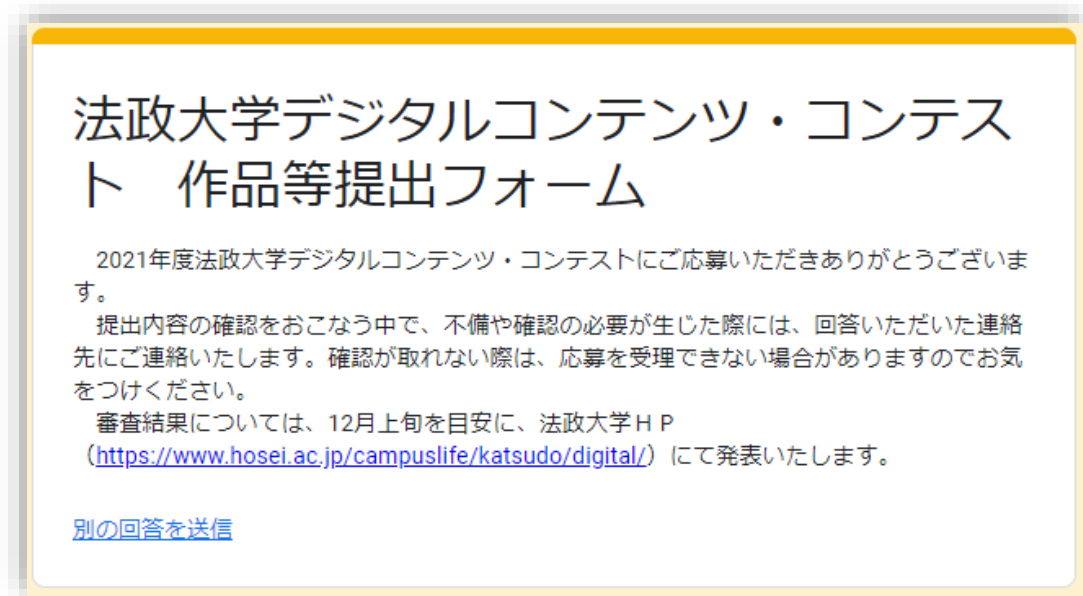 法政大学デジタルコンテンツ・コンテス
ト　作品等提出フォーム
　2021年度法政大学デジタルコンテンツ・コンテストにご応募いただきありがとうございま
す。
　提出内容の確認をおこなう中で、不備や確認の必要が生じた際には、回答いただいた連絡
先にご連絡いたします。確認が取れない際は、応募を受理できない場合がありますのでお気
をつけください。
　審査結果については、12月上旬を目安に、法政大学ＨＰ
（https://www.hosei.ac.jp/campuslife/katsudo/digital/）にて発表いたします。
別の回答を送信